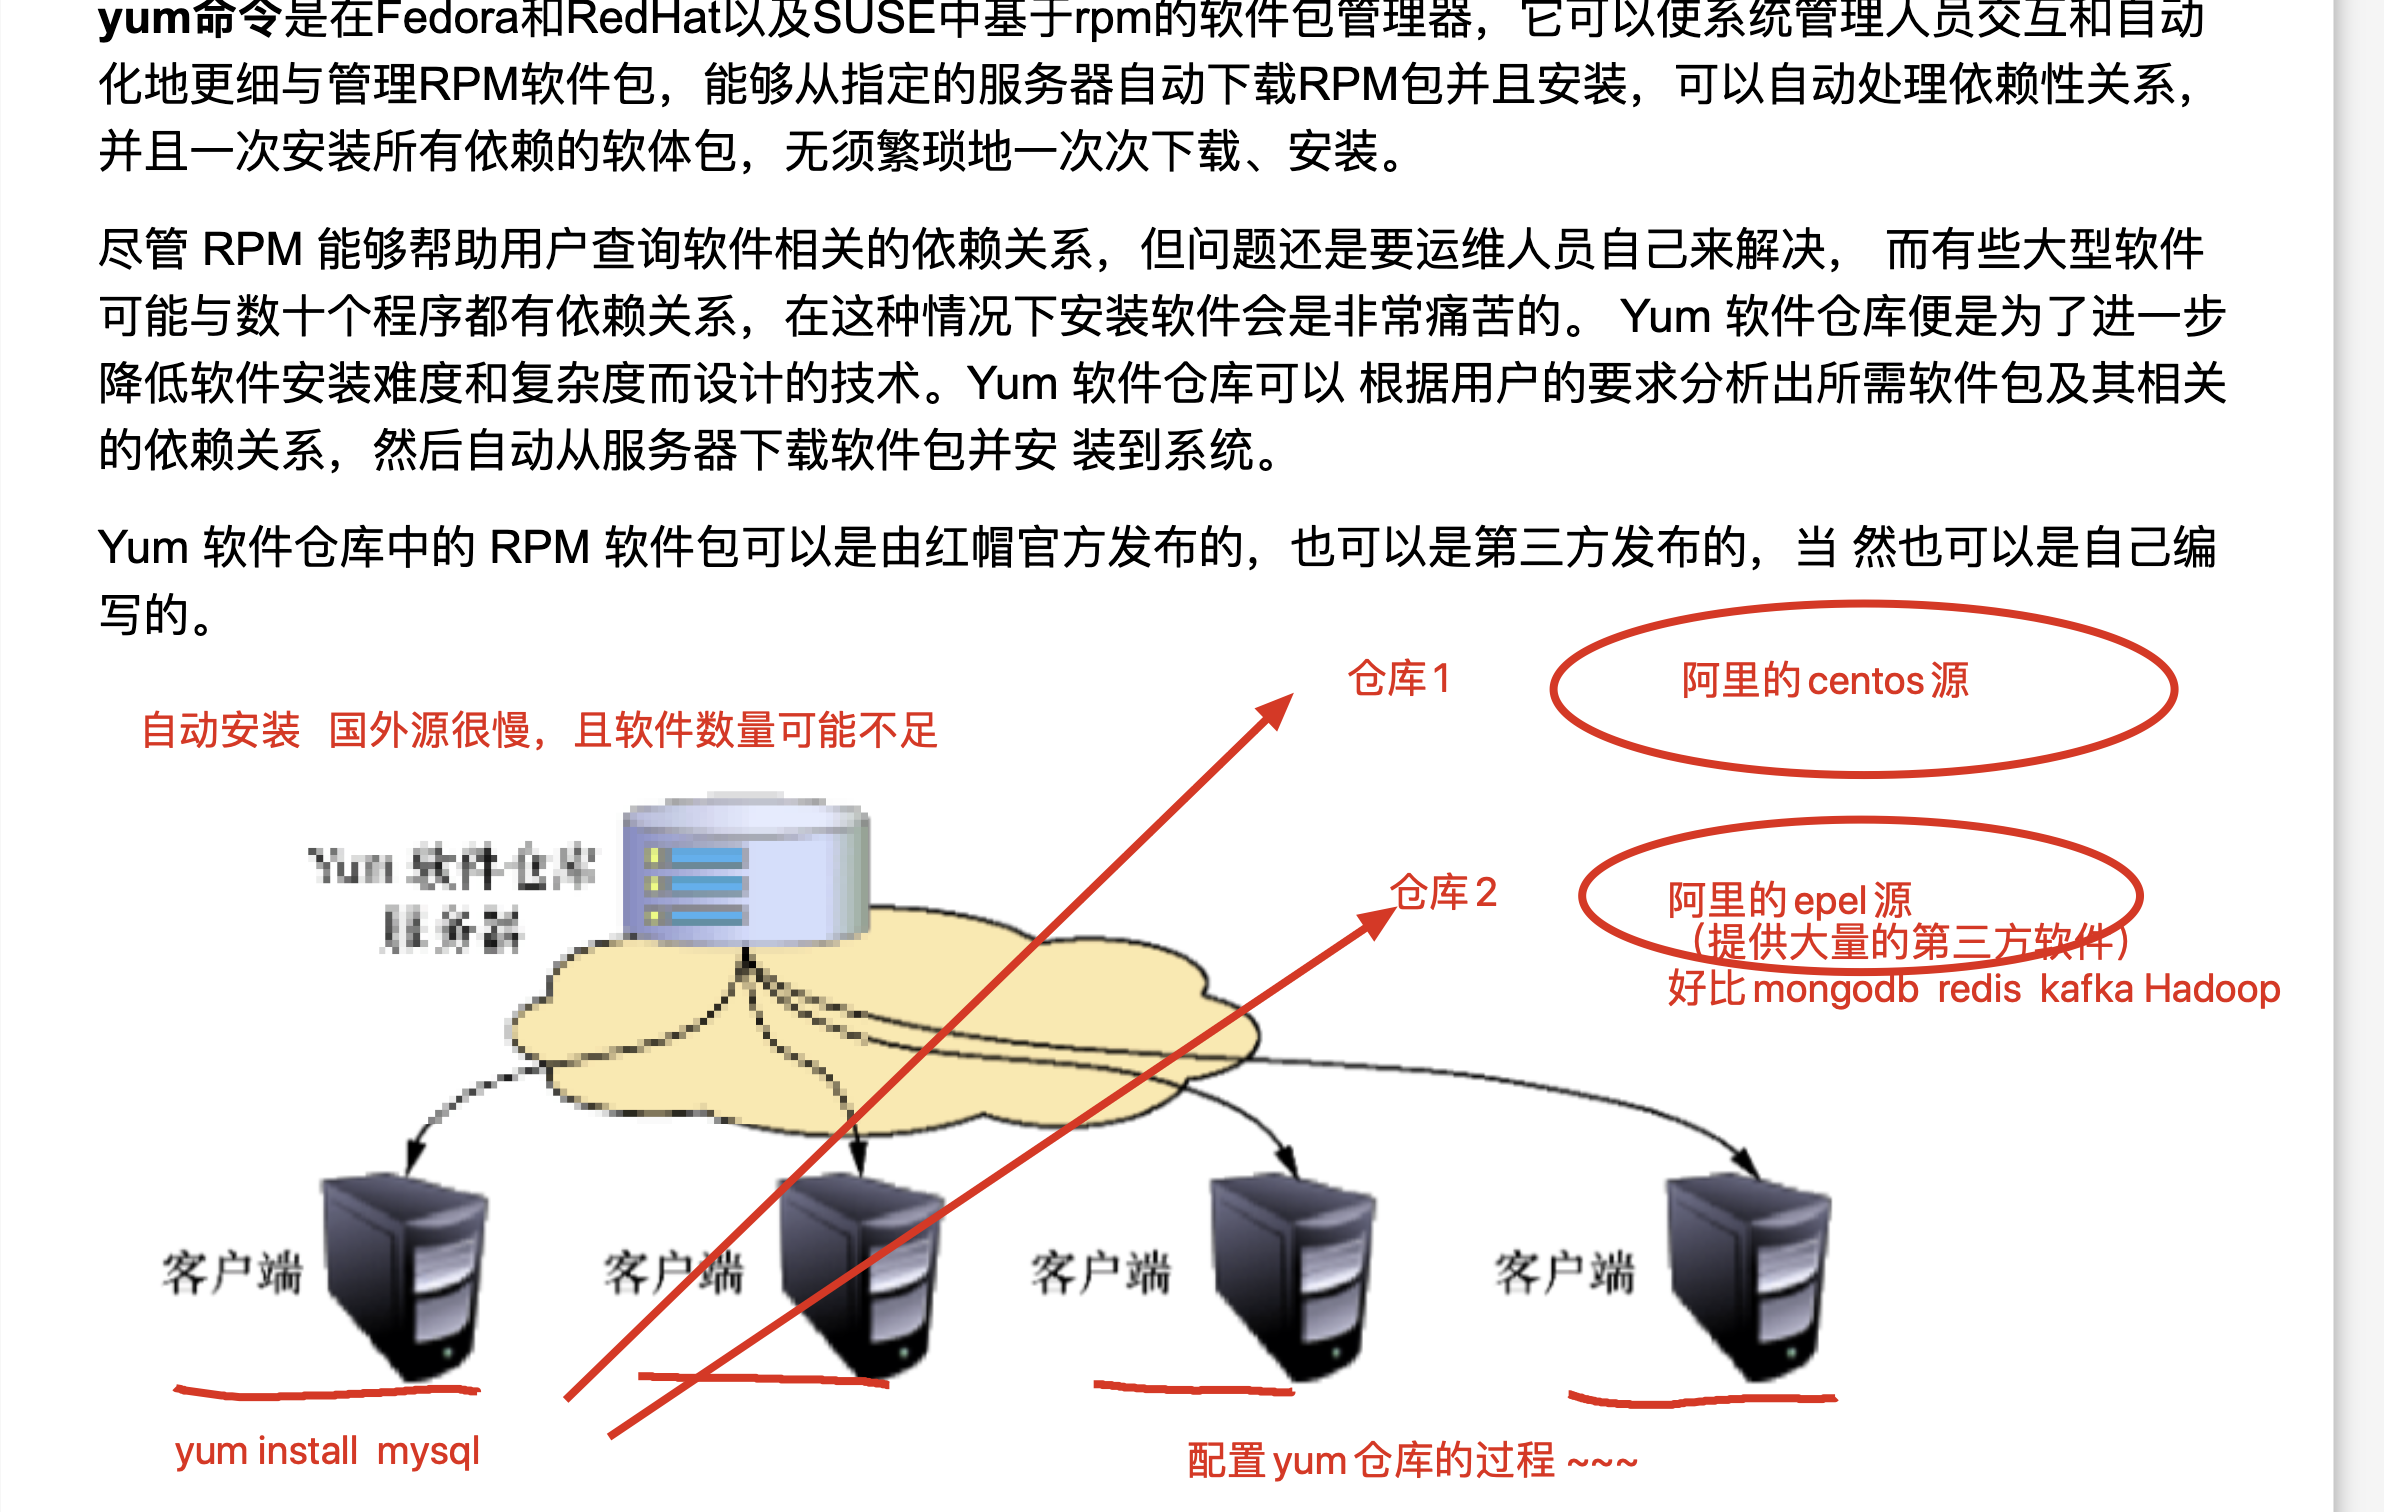 yum命令是在Fedora和RedHat以及SUSE中基于rpm的软件包管理器，它可以使系统管理人员交互和自动
化地更细与管理RPM软件包，能够从指定的服务器自动下载RPM包并且安装，可以自动处理依赖性关系，
并且一次安装所有依赖的软体包，无须繁琐地一次次下载、安装。
尽管 RPM 能够帮助用户查询软件相关的依赖关系，但问题还是要运维人员自己来解决， 而有些大型软件
可能与数十个程序都有依赖关系，在这种情况下安装软件会是非常痛苦的。 Yum 软件仓库便是为了进一步
降低软件安装难度和复杂度而设计的技术。Yum 软件仓库可以 根据用户的要求分析出所需软件包及其相关
的依赖关系，然后自动从服务器下载软件包并安 装到系统。
Yum 软件仓库中的 RPM 软件包可以是由红帽官方发布的，也可以是第三方发布的，当 然也可以是自己编
写的。
仓库1
阿里的centos源
自动安装 国外源很慢，且软件数量可能不足
Yum 软件仓库
服务器
仓库2
阿里的epel源
（提供大量的第三方软件）
好比mongodb redis kafka Hadoop
客户端
客户端
客户端
客户端
yum install mysql
配置yum仓库的过程 ~~~